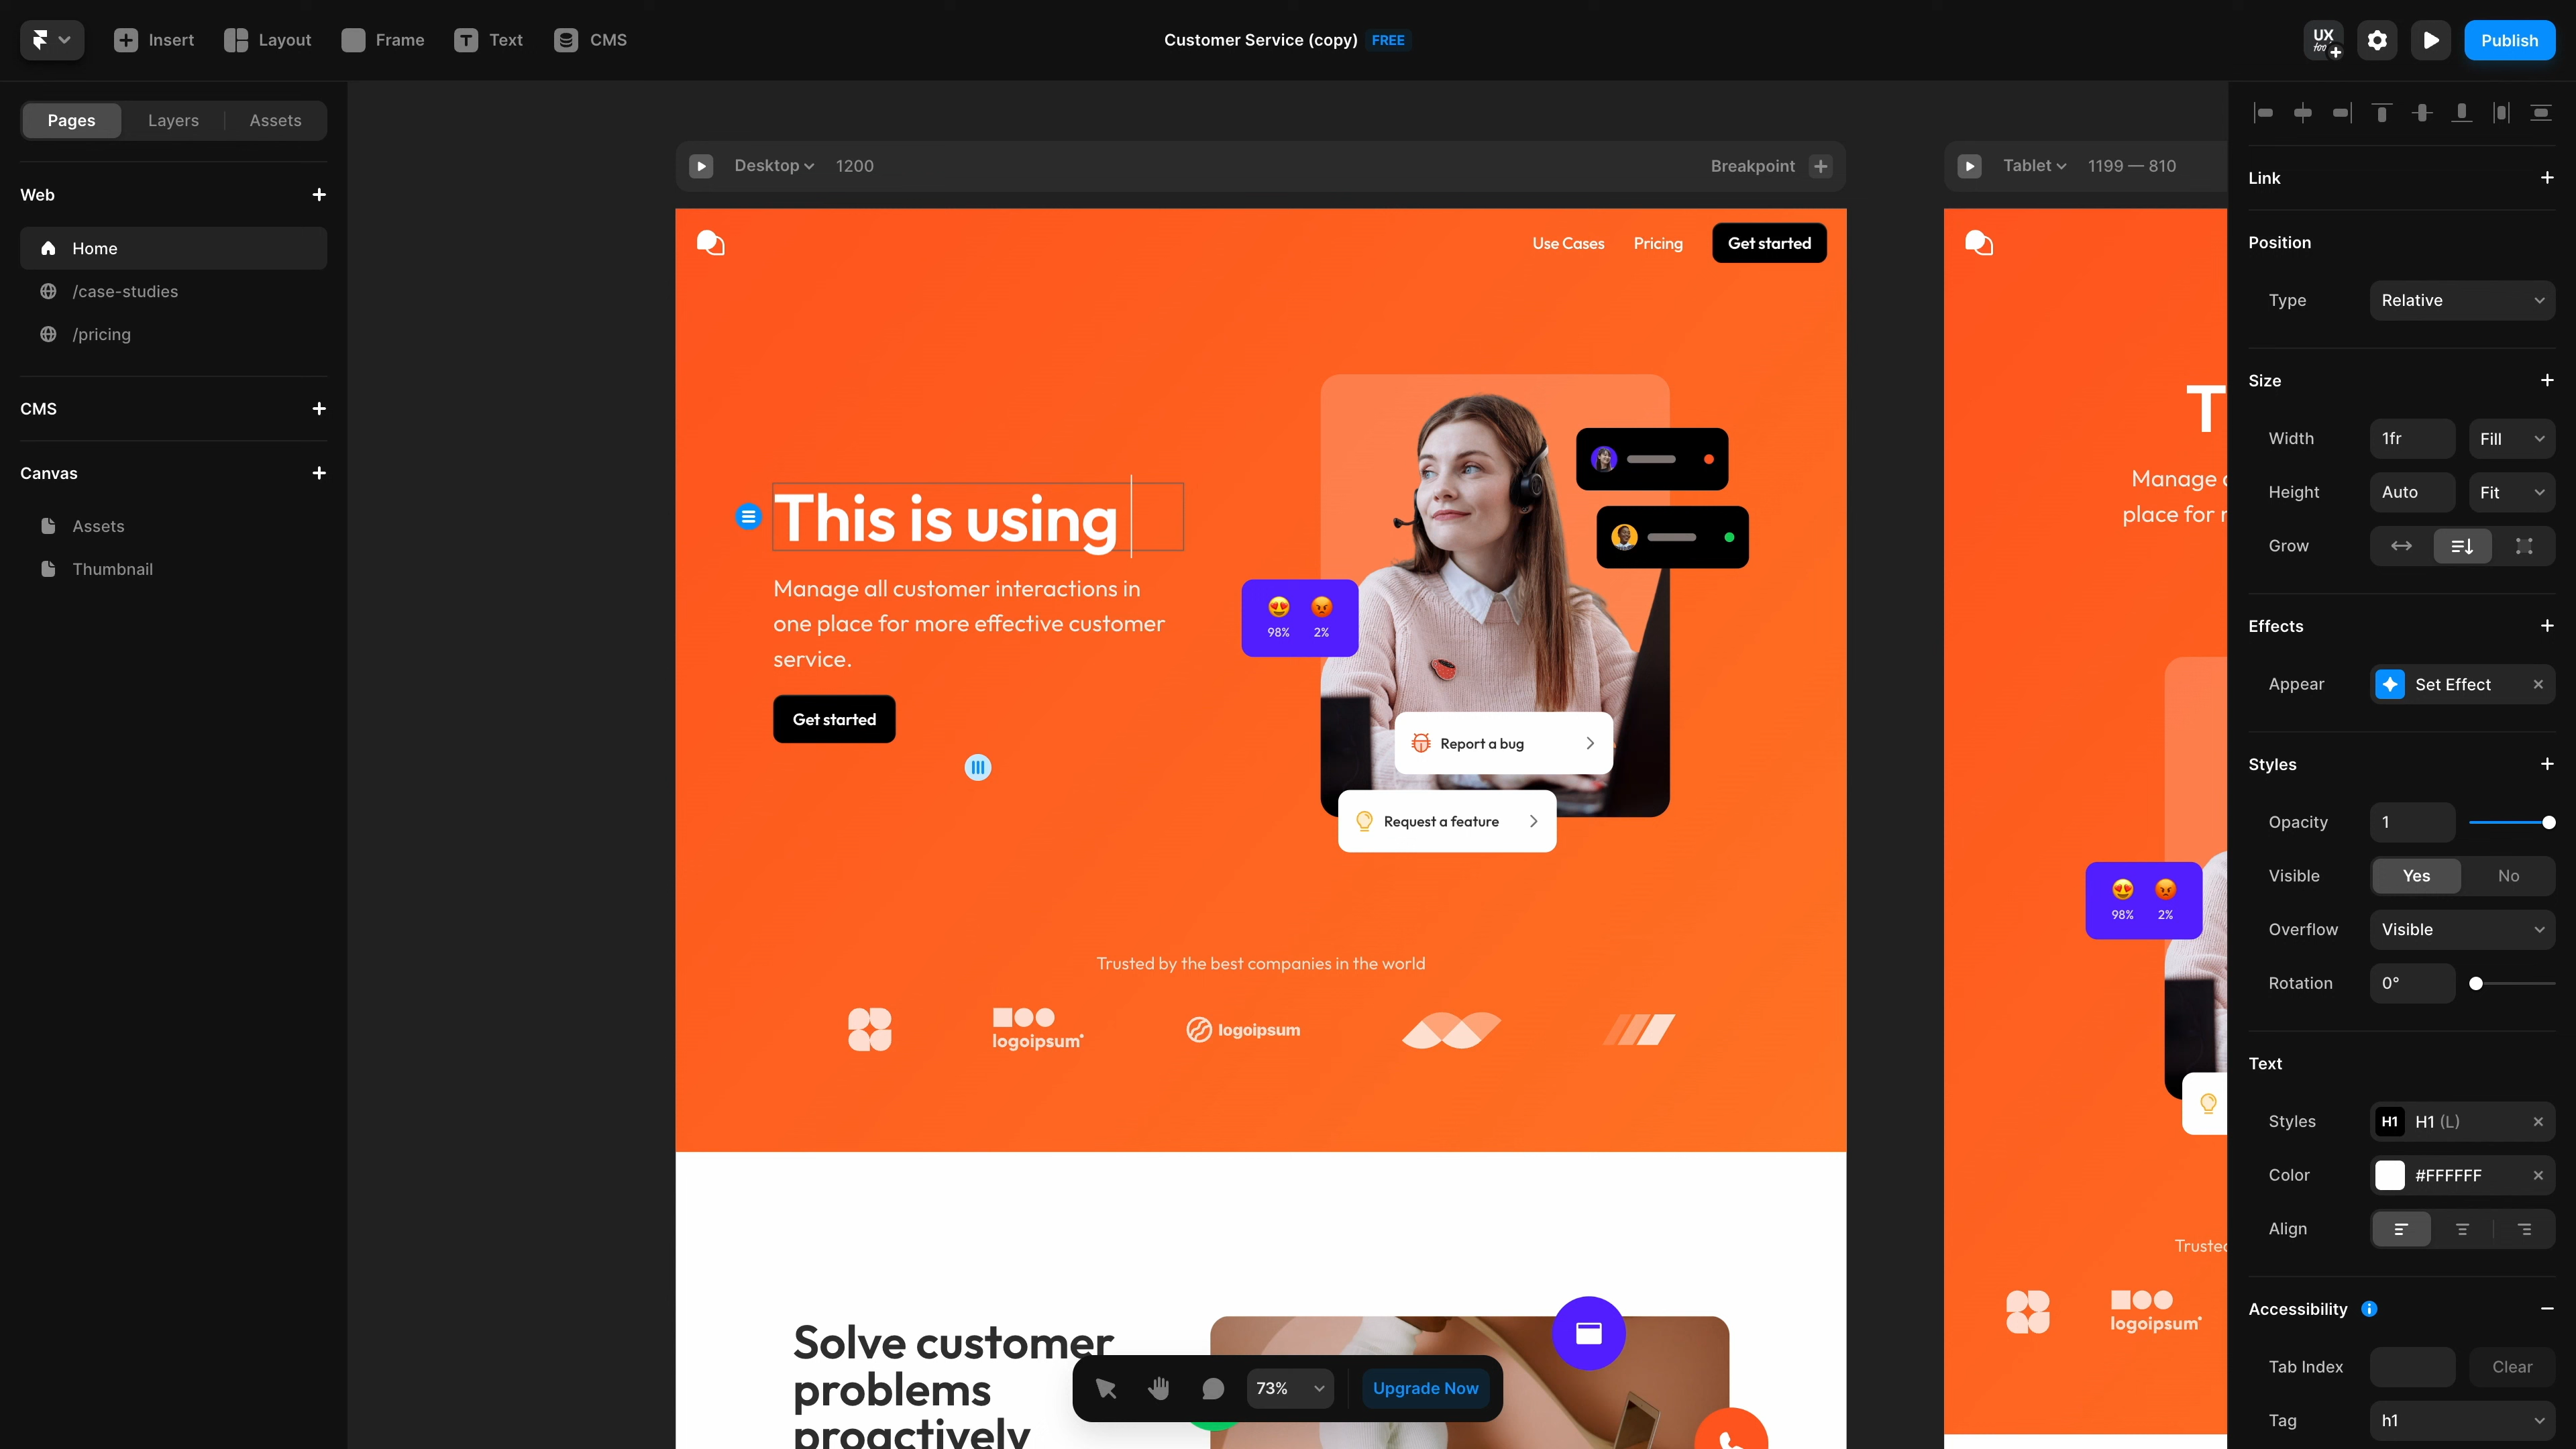 Insert
Layout
Frame
Text
CMS
Customer Service (copy) FREE
UX
Publish
Pages
Layers
Assets
Web
Home
/case-studies
/pricing
CMS
Canvas
Assets
Thumbnail
Desktop
1200
Breakpoint
Use Cases
Pricing
Get started
This is using
Manage all customer interactions in
one place for more effective customer
service.
Get started
98%
2%
Report a bug
Request a feature
Trusted by the best companies in the world
logoipsum
logoipsum
Solve customer
problems
proactively
73%
Upgrade Now
Tablet
1199 — 810
T
Manage
place for
98%
2%
Trusted
logoipsum
Link
Position
Type
Relative
Size
Width
1fr
Fill
Height
Auto
Fit
Grow
Effects
Appear
Set Effect
Styles
Opacity
1
Visible
Yes
No
Overflow
Visible
Rotation
0°
Text
Styles
H1
H1 (L)
Color
#FFFFFF
Align
Accessibility
Tab Index
Clear
Tag
h1